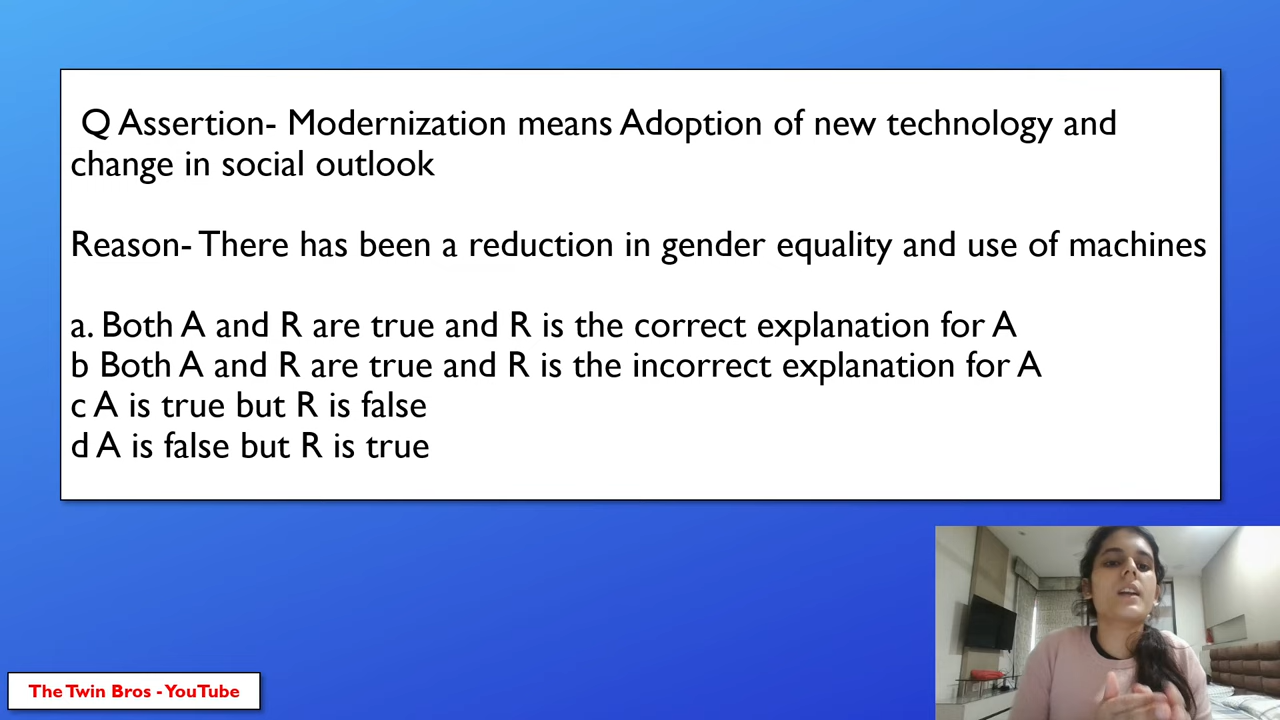 Q Assertion- Modernization means Adoption of new technology and
change in social outlook
Reason- There has been a reduction in gender equality and use of machines
a. Both A and R are true and R is the correct explanation for A
b Both A and R are true and R is the incorrect explanation for A
c A is true but R is false
d A is false but R is true
The Twin Bros - YouTube